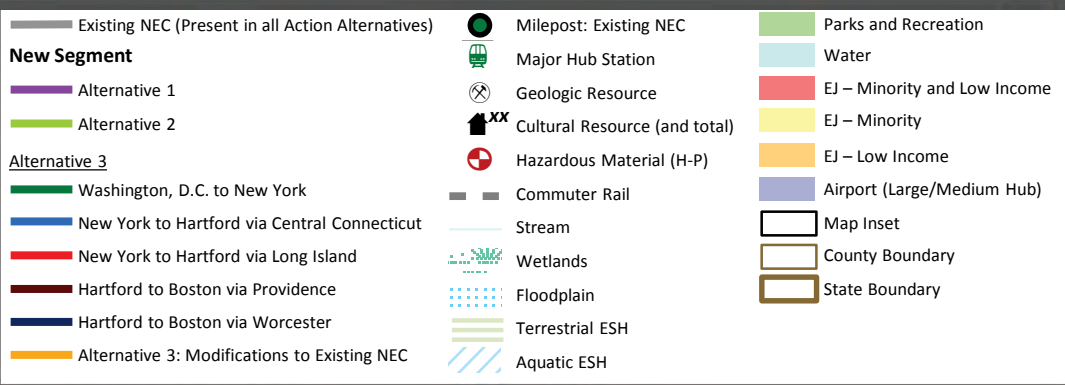 Existing NEC (Present in all Action Alternatives)
New Segment
Alternative 1
Alternative 2
Alternative 3
Washington, D.C. to New York
New York to Hartford via Central Connecticut
New York to Hartford via Long Island
Hartford to Boston via Providence
Hartford to Boston via Worcester
Alternative 3: Modifications to Existing NEC
Milepost: Existing NEC
Major Hub Station
Geologic Resource
xx Cultural Resource (and total)
Hazardous Material (H-P)
Commuter Rail
Stream
Wetlands
Floodplain
Terrestrial ESH
Aquatic ESH
Parks and Recreation
Water
EJ – Minority and Low Income
EJ – Minority
EJ – Low Income
Airport (Large/Medium Hub)
Map Inset
County Boundary
State Boundary